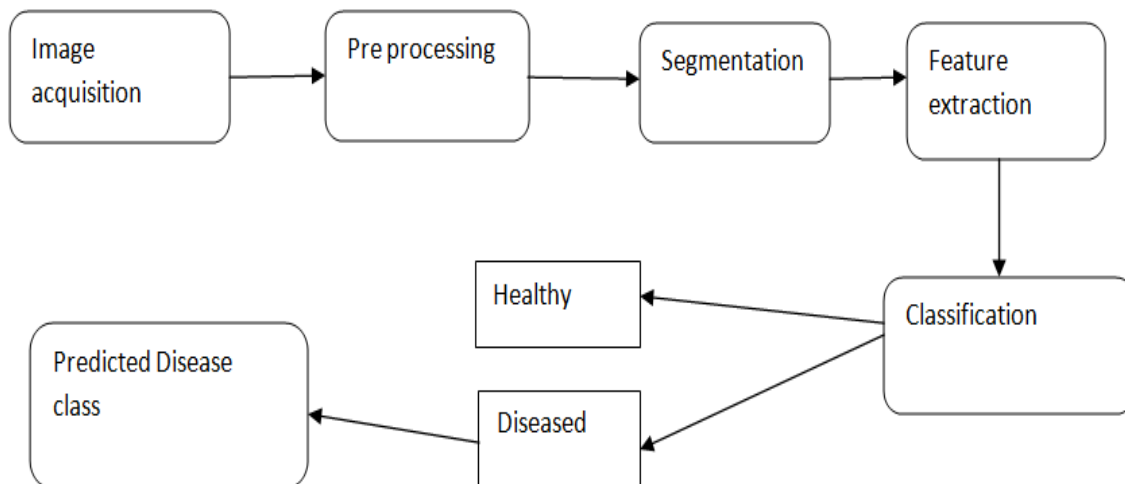 Image
acquisition
Pre processing
Segmentation
Feature
extraction
Classification
Healthy
Diseased
Predicted Disease
class